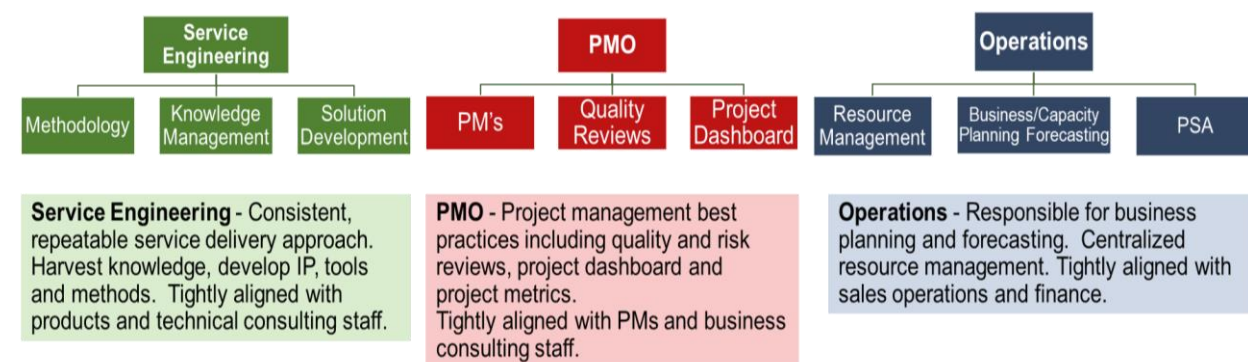 Service
Engineering
Methodology
Knowledge
Management
Solution
Development
PMO
PM's
Quality
Reviews
Project
Dashboard
Operations
Resource
Management
Business/Capacity
Planning Forecasting
PSA
Service Engineering - Consistent,
repeatable service delivery approach.
Harvest knowledge, develop IP, tools
and methods.  Tightly aligned with
products and technical consulting staff.
PMO - Project management best
practices including quality and risk
reviews, project dashboard and
project metrics.
Tightly aligned with PMs and business
consulting staff.
Operations - Responsible for business
planning and forecasting.  Centralized
resource management. Tightly aligned with
sales operations and finance.